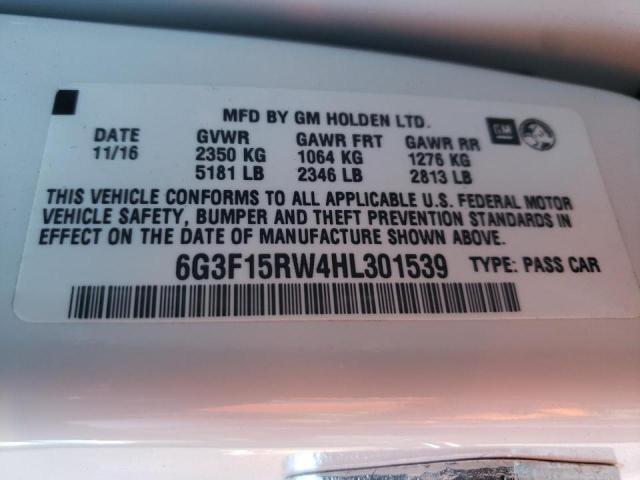 MFD BY GM HOLDEN LTD.
GM
DATE GVWR GAWR FRT GAWR RR
11/16 2350 KG 1064 KG 1276 KG
5181 LB 2346 LB 2813 LB
THIS VEHICLE CONFORMS TO ALL APPLICABLE U.S. FEDERAL MOTOR
VEHICLE SAFETY, BUMPER AND THEFT PREVENTION STANDARDS IN
EFFECT ON THE DATE OF MANUFACTURE SHOWN ABOVE.
6G3F15RW4HL301539 TYPE: PASS CAR